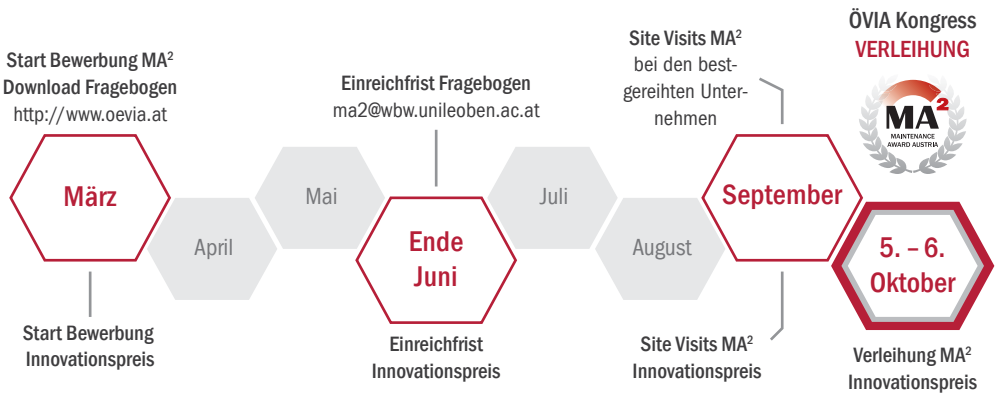 Start Bewerbung MA²
Download Fragebogen
http://www.oevia.at
März
Start Bewerbung
Innovationspreis
April
Mai
Einreichfrist Fragebogen
ma2@wbw.unileoben.ac.at
Ende
Juni
Einreichfrist
Innovationspreis
Juli
August
Site Visits MA²
bei den best-
gereihten Unter-
nehmen
September
Site Visits MA²
Innovationspreis
ÖVIA Kongress
VERLEIHUNG
MA²
MAINTENANCE
AWARD AUSTRIA
5. – 6.
Oktober
Verleihung MA²
Innovationspreis